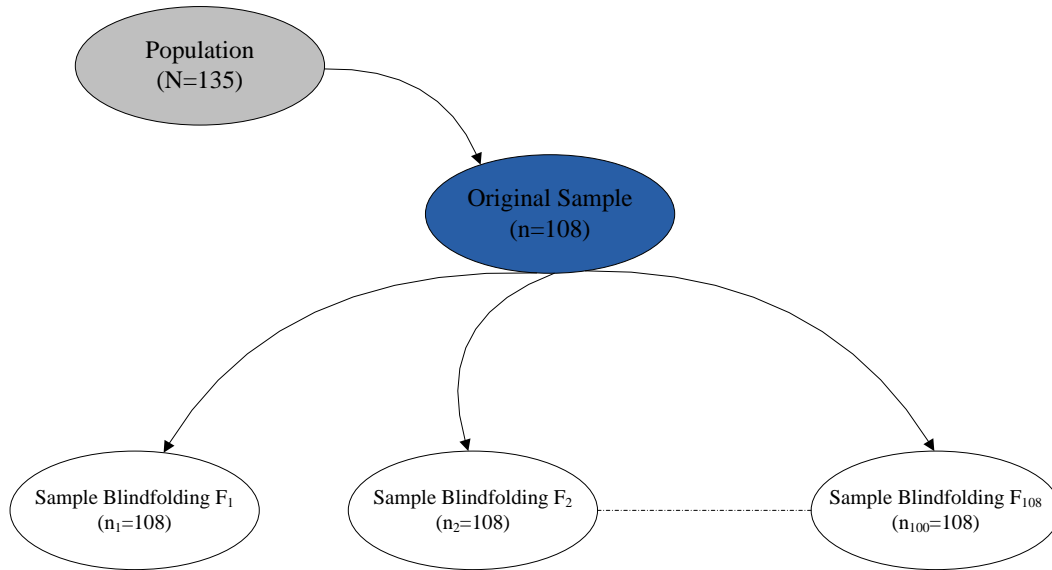 Population
(N=135)
Original Sample
(n=108)
Sample Blindfolding F₁
(n₁=108)
Sample Blindfolding F₂
(n₂=108)
Sample Blindfolding F₁₀₈
(n₁₀₀=108)